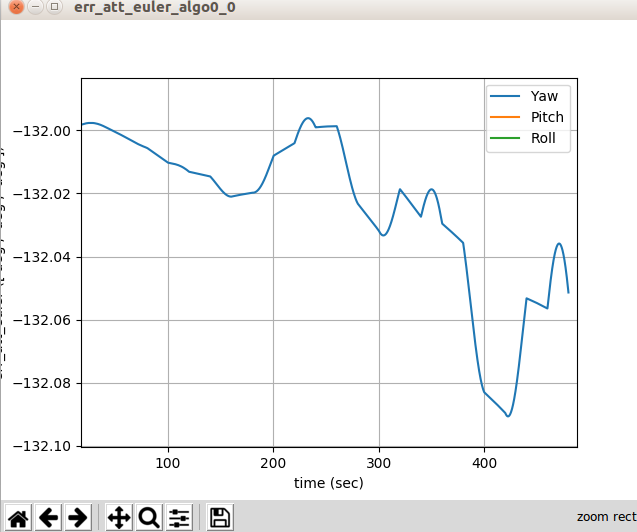 err_att_euler_algo0_0
Yaw
Pitch
Roll
−132.00
−132.02
−132.04
−132.06
−132.08
−132.10
100 200 300 400
time (sec)
zoom rect